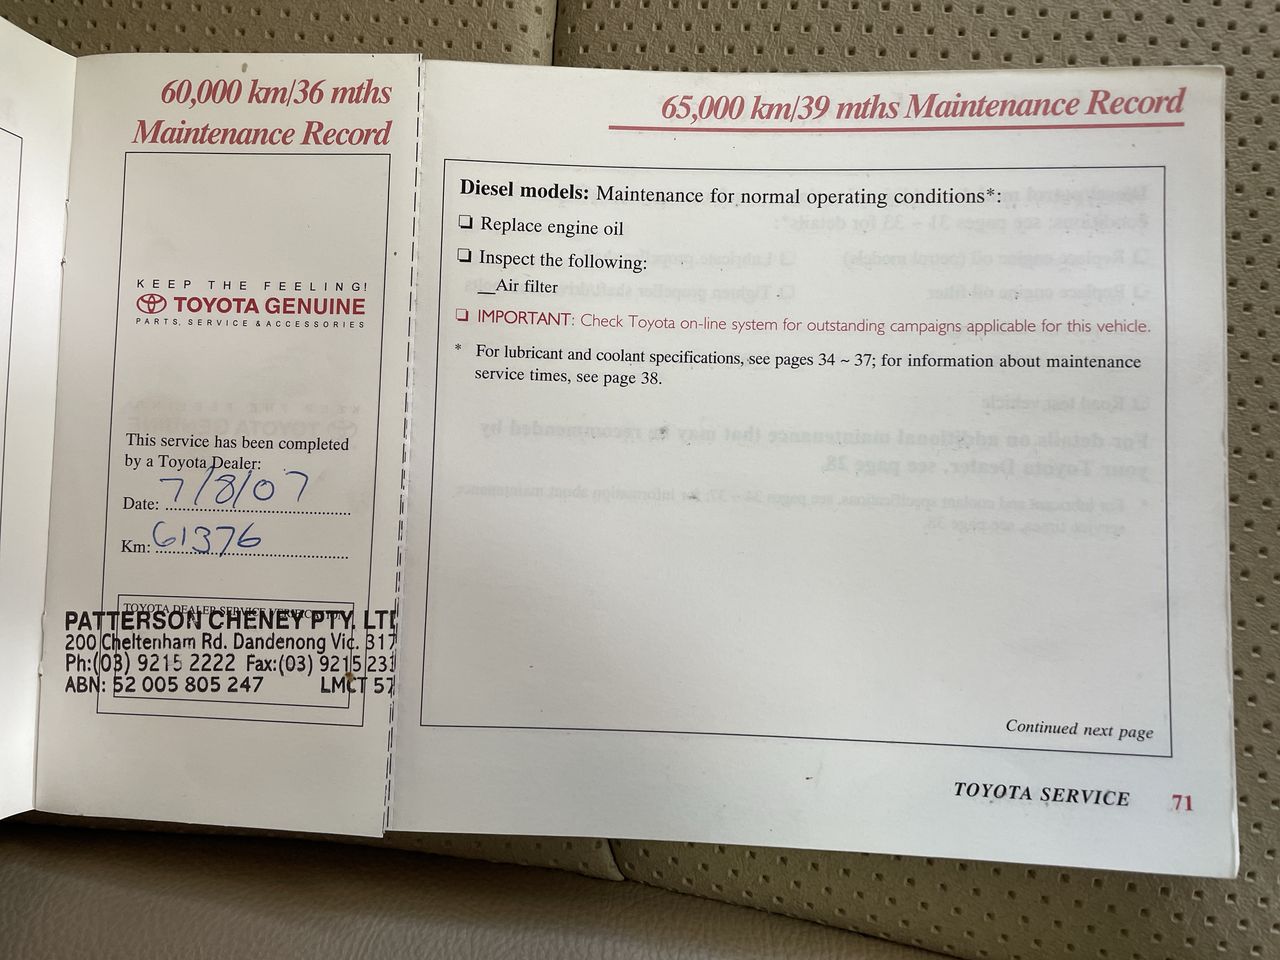 60,000 km/36 mths
Maintenance Record
KEEP THE FEELING!
TOYOTA GENUINE
PARTS, SERVICE & ACCESSORIES
This service has been completed
by a Toyota Dealer:
Date: 7/8/07
Km: 61376
TOYOTA DEALER SERVICE VERIFICATION
PATTERSON CHENEY PTY. LTD
200 Cheltenham Rd. Dandenong Vic. 317
Ph:(03) 9215 2222 Fax:(03) 9215 231
ABN: 52 005 805 247 LMCT 57
65,000 km/39 mths Maintenance Record
Diesel models: Maintenance for normal operating conditions*:
❏ Replace engine oil
❏ Inspect the following:
__Air filter
❏ IMPORTANT: Check Toyota on-line system for outstanding campaigns applicable for this vehicle.
* For lubricant and coolant specifications, see pages 34 ~ 37; for information about maintenance
service times, see page 38.
Continued next page
TOYOTA SERVICE 71